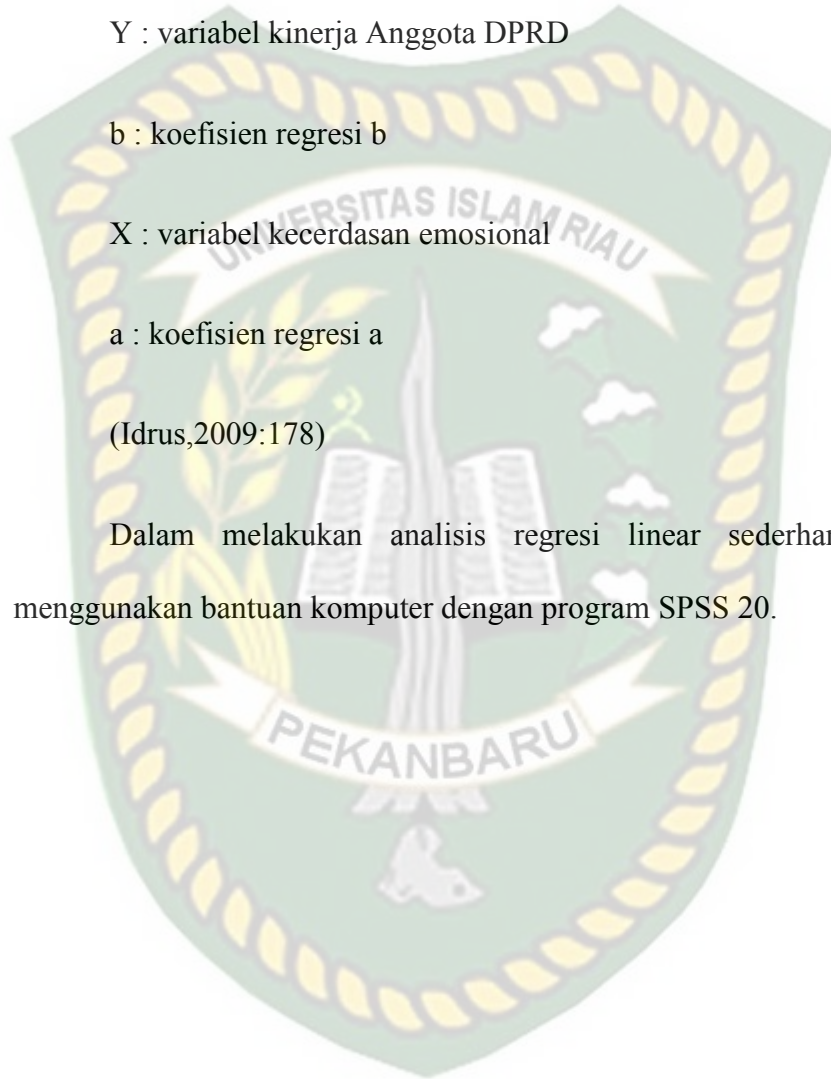 Y : variabel kinerja Anggota DPRD
b : koefisien regresi b
UNIVERSITAS ISLAM RIAU
X : variabel kecerdasan emosional
a : koefisien regresi a
(Idrus,2009:178)
Dalam melakukan analisis regresi linear sederhan
menggunakan bantuan komputer dengan program SPSS 20.
PEKANBARU